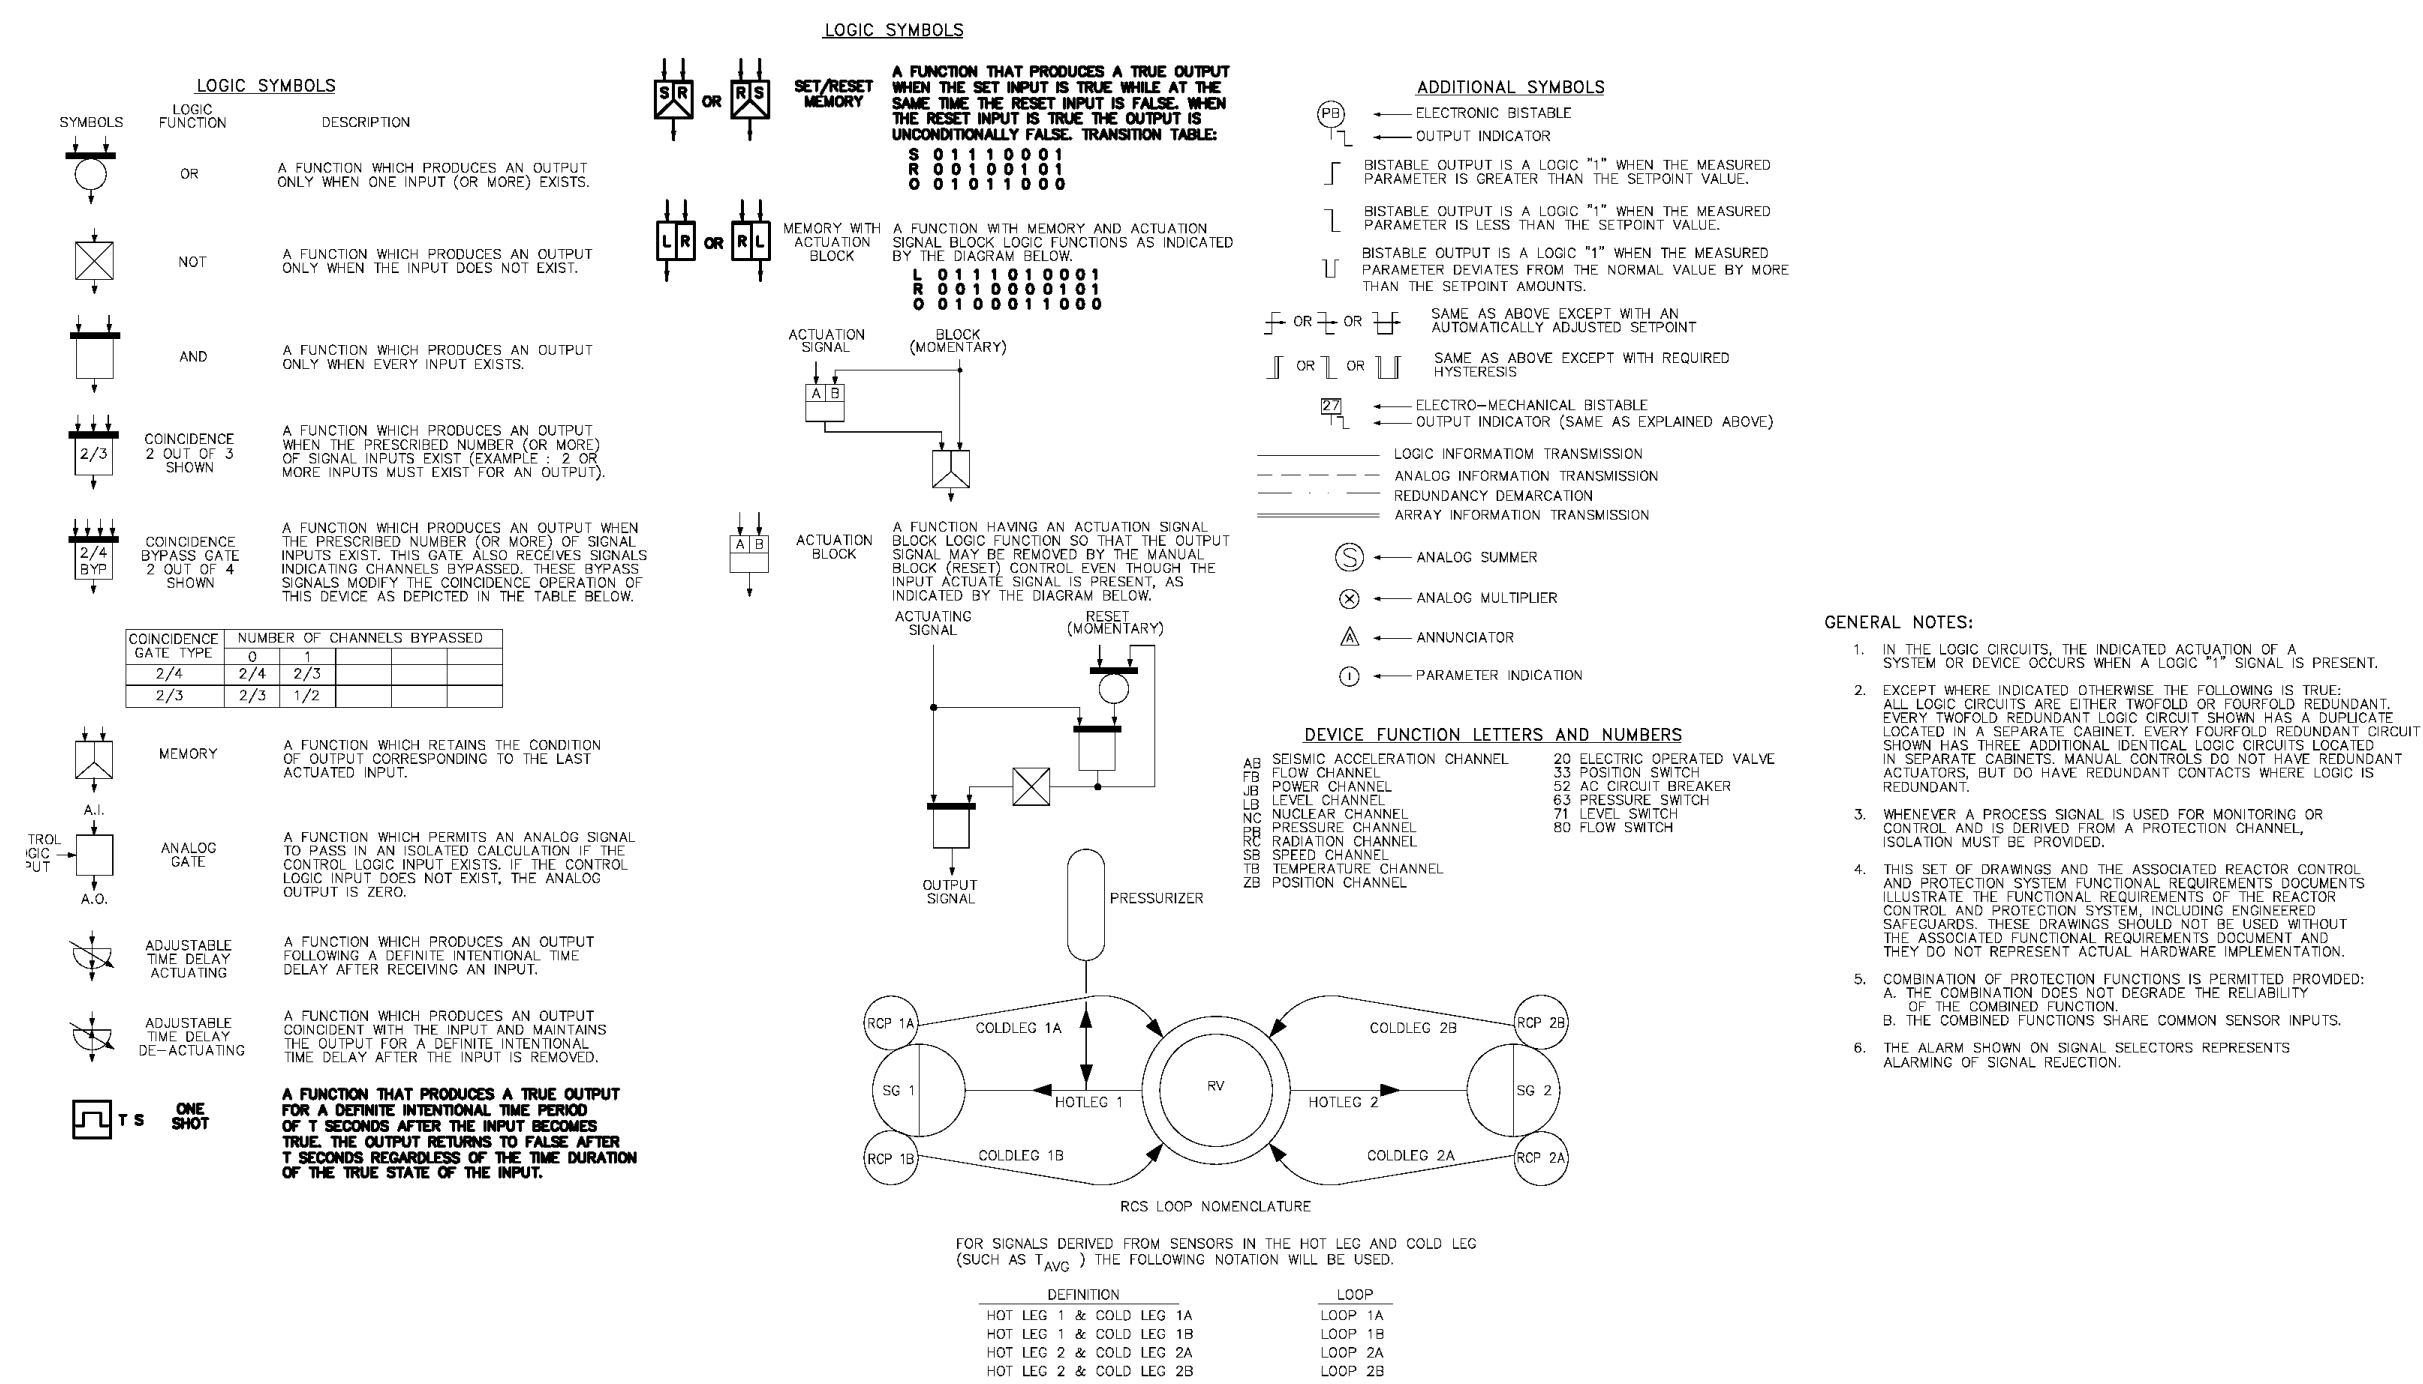 LOGIC SYMBOLS
SYMBOLS
LOGIC
FUNCTION
DESCRIPTION
OR
A FUNCTION WHICH PRODUCES AN OUTPUT
ONLY WHEN ONE INPUT (OR MORE) EXISTS.
NOT
A FUNCTION WHICH PRODUCES AN OUTPUT
ONLY WHEN THE INPUT DOES NOT EXIST.
AND
A FUNCTION WHICH PRODUCES AN OUTPUT
ONLY WHEN EVERY INPUT EXISTS.
2/3
COINCIDENCE
2 OUT OF 3
SHOWN
A FUNCTION WHICH PRODUCES AN OUTPUT
WHEN THE PRESCRIBED NUMBER (OR MORE)
OF SIGNAL INPUTS EXIST (EXAMPLE : 2 OR
MORE INPUTS MUST EXIST FOR AN OUTPUT).
2/4
BYP
COINCIDENCE
BYPASS GATE
2 OUT OF 4
SHOWN
A FUNCTION WHICH PRODUCES AN OUTPUT WHEN
THE PRESCRIBED NUMBER (OR MORE) OF SIGNAL
INPUTS EXIST. THIS GATE ALSO RECEIVES SIGNALS
INDICATING CHANNELS BYPASSED. THESE BYPASS
SIGNALS MODIFY THE COINCIDENCE OPERATION OF
THIS DEVICE AS DEPICTED IN THE TABLE BELOW.
COINCIDENCE
GATE TYPE
NUMBER OF CHANNELS BYPASSED
0 1
2/4 2/4 2/3
2/3 2/3 1/2
MEMORY
A FUNCTION WHICH RETAINS THE CONDITION
OF OUTPUT CORRESPONDING TO THE LAST
ACTUATED INPUT.
A.I.
A.O.
ANALOG
GATE
A FUNCTION WHICH PERMITS AN ANALOG SIGNAL
TO PASS IN AN ISOLATED CALCULATION IF THE
CONTROL LOGIC INPUT EXISTS. IF THE CONTROL
LOGIC INPUT DOES NOT EXIST, THE ANALOG
OUTPUT IS ZERO.
ADJUSTABLE
TIME DELAY
ACTUATING
A FUNCTION WHICH PRODUCES AN OUTPUT
FOLLOWING A DEFINITE INTENTIONAL TIME
DELAY AFTER RECEIVING AN INPUT.
ADJUSTABLE
TIME DELAY
DE-ACTUATING
A FUNCTION WHICH PRODUCES AN OUTPUT
COINCIDENT WITH THE INPUT AND MAINTAINS
THE OUTPUT FOR A DEFINITE INTENTIONAL
TIME DELAY AFTER THE INPUT IS REMOVED.
T S
ONE
SHOT
A FUNCTION THAT PRODUCES A TRUE OUTPUT
FOR A DEFINITE INTENTIONAL TIME PERIOD
OF T SECONDS AFTER THE INPUT BECOMES
TRUE. THE OUTPUT RETURNS TO FALSE AFTER
T SECONDS REGARDLESS OF THE TIME DURATION
OF THE TRUE STATE OF THE INPUT.
LOGIC SYMBOLS
S R OR R S
SET/RESET
MEMORY
A FUNCTION THAT PRODUCES A TRUE OUTPUT
WHEN THE SET INPUT IS TRUE WHILE AT THE
SAME TIME THE RESET INPUT IS FALSE. WHEN
THE RESET INPUT IS TRUE THE OUTPUT IS
UNCONDITIONALLY FALSE. TRANSITION TABLE:
S 0 1 1 1 0 0 0 1
R 0 0 1 0 0 1 0 1
O 0 1 0 1 1 0 0 0
L R OR R L
MEMORY WITH
ACTUATION
BLOCK
A FUNCTION WITH MEMORY AND ACTUATION
SIGNAL BLOCK LOGIC FUNCTIONS AS INDICATED
BY THE DIAGRAM BELOW.
L 0 1 1 1 0 1 0 0 0 1
R 0 0 1 0 0 0 0 1 0 1
O 0 1 0 0 0 1 1 0 0 0
ACTUATION
SIGNAL
BLOCK
(MOMENTARY)
A B
A B
ACTUATION
BLOCK
A FUNCTION HAVING AN ACTUATION SIGNAL
BLOCK LOGIC FUNCTION SO THAT THE OUTPUT
SIGNAL MAY BE REMOVED BY THE MANUAL
BLOCK (RESET) CONTROL EVEN THOUGH THE
INPUT ACTUATE SIGNAL IS PRESENT, AS
INDICATED BY THE DIAGRAM BELOW.
ACTUATING
SIGNAL
RESET
(MOMENTARY)
OUTPUT
SIGNAL
PRESSURIZER
RCP 1A
COLDLEG 1A
COLDLEG 2B
RCP 2B
SG 1
HOTLEG 1
RV
HOTLEG 2
SG 2
RCP 1B
COLDLEG 1B
COLDLEG 2A
RCP 2A
RCS LOOP NOMENCLATURE
FOR SIGNALS DERIVED FROM SENSORS IN THE HOT LEG AND COLD LEG
(SUCH AS TAVG ) THE FOLLOWING NOTATION WILL BE USED.
DEFINITION LOOP
HOT LEG 1 & COLD LEG 1A LOOP 1A
HOT LEG 1 & COLD LEG 1B LOOP 1B
HOT LEG 2 & COLD LEG 2A LOOP 2A
HOT LEG 2 & COLD LEG 2B LOOP 2B
ADDITIONAL SYMBOLS
PB
ELECTRONIC BISTABLE
OUTPUT INDICATOR
BISTABLE OUTPUT IS A LOGIC "1" WHEN THE MEASURED
PARAMETER IS GREATER THAN THE SETPOINT VALUE.
BISTABLE OUTPUT IS A LOGIC "1" WHEN THE MEASURED
PARAMETER IS LESS THAN THE SETPOINT VALUE.
BISTABLE OUTPUT IS A LOGIC "1" WHEN THE MEASURED
PARAMETER DEVIATES FROM THE NORMAL VALUE BY MORE
THAN THE SETPOINT AMOUNTS.
OR OR
SAME AS ABOVE EXCEPT WITH AN
AUTOMATICALLY ADJUSTED SETPOINT
OR OR
SAME AS ABOVE EXCEPT WITH REQUIRED
HYSTERESIS
27
ELECTRO-MECHANICAL BISTABLE
OUTPUT INDICATOR (SAME AS EXPLAINED ABOVE)
LOGIC INFORMATIOM TRANSMISSION
ANALOG INFORMATION TRANSMISSION
REDUNDANCY DEMARCATION
ARRAY INFORMATION TRANSMISSION
S
ANALOG SUMMER
ANALOG MULTIPLIER
A
ANNUNCIATOR
I
PARAMETER INDICATION
DEVICE FUNCTION LETTERS AND NUMBERS
AB SEISMIC ACCELERATION CHANNEL
FB FLOW CHANNEL
JB POWER CHANNEL
LB LEVEL CHANNEL
NC NUCLEAR CHANNEL
PB PRESSURE CHANNEL
RC RADIATION CHANNEL
SB SPEED CHANNEL
TB TEMPERATURE CHANNEL
ZB POSITION CHANNEL
20 ELECTRIC OPERATED VALVE
33 POSITION SWITCH
52 AC CIRCUIT BREAKER
63 PRESSURE SWITCH
71 LEVEL SWITCH
80 FLOW SWITCH
GENERAL NOTES:
1. IN THE LOGIC CIRCUITS, THE INDICATED ACTUATION OF A
SYSTEM OR DEVICE OCCURS WHEN A LOGIC "1" SIGNAL IS PRESENT.
2. EXCEPT WHERE INDICATED OTHERWISE THE FOLLOWING IS TRUE:
ALL LOGIC CIRCUITS ARE EITHER TWOFOLD OR FOURFOLD REDUNDANT.
EVERY TWOFOLD REDUNDANT LOGIC CIRCUIT SHOWN HAS A DUPLICATE
LOCATED IN A SEPARATE CABINET. EVERY FOURFOLD REDUNDANT CIRCUIT
SHOWN HAS THREE ADDITIONAL IDENTICAL LOGIC CIRCUITS LOCATED
IN SEPARATE CABINETS. MANUAL CONTROLS DO NOT HAVE REDUNDANT
ACTUATORS, BUT DO HAVE REDUNDANT CONTACTS WHERE LOGIC IS
REDUNDANT.
3. WHENEVER A PROCESS SIGNAL IS USED FOR MONITORING OR
CONTROL AND IS DERIVED FROM A PROTECTION CHANNEL,
ISOLATION MUST BE PROVIDED.
4. THIS SET OF DRAWINGS AND THE ASSOCIATED REACTOR CONTROL
AND PROTECTION SYSTEM FUNCTIONAL REQUIREMENTS DOCUMENTS
ILLUSTRATE THE FUNCTIONAL REQUIREMENTS OF THE REACTOR
CONTROL AND PROTECTION SYSTEM, INCLUDING ENGINEERED
SAFEGUARDS. THESE DRAWINGS SHOULD NOT BE USED WITHOUT
THE ASSOCIATED FUNCTIONAL REQUIREMENTS DOCUMENT AND
THEY DO NOT REPRESENT ACTUAL HARDWARE IMPLEMENTATION.
5. COMBINATION OF PROTECTION FUNCTIONS IS PERMITTED PROVIDED:
A. THE COMBINATION DOES NOT DEGRADE THE RELIABILITY
OF THE COMBINED FUNCTION.
B. THE COMBINED FUNCTIONS SHARE COMMON SENSOR INPUTS.
6. THE ALARM SHOWN ON SIGNAL SELECTORS REPRESENTS
ALARMING OF SIGNAL REJECTION.